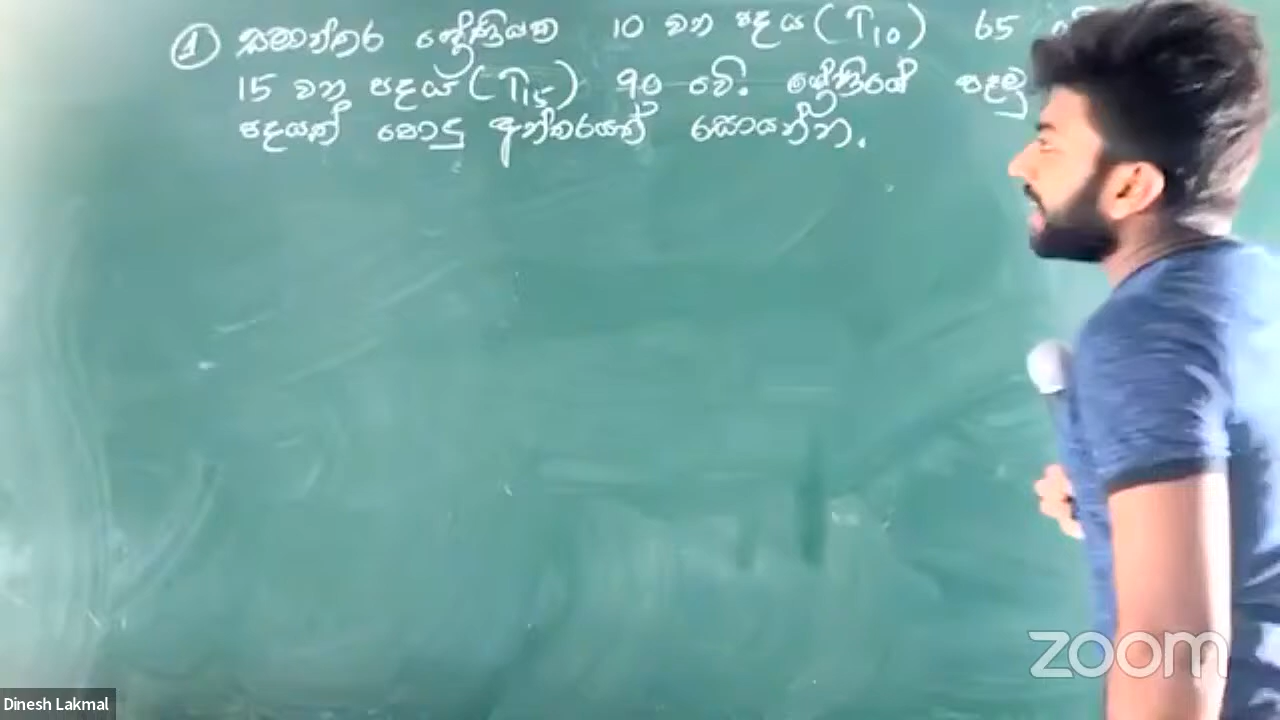 ① සමාන්තර ශ්‍රේණියක 10 වන පදය (T₁₀) 65
15 වන පදය (T₁₅) 90 වේ. ශ්‍රේණියේ පළමු
පදයත් පොදු අන්තරයත් සොයන්න.
zoom
Dinesh Lakmal